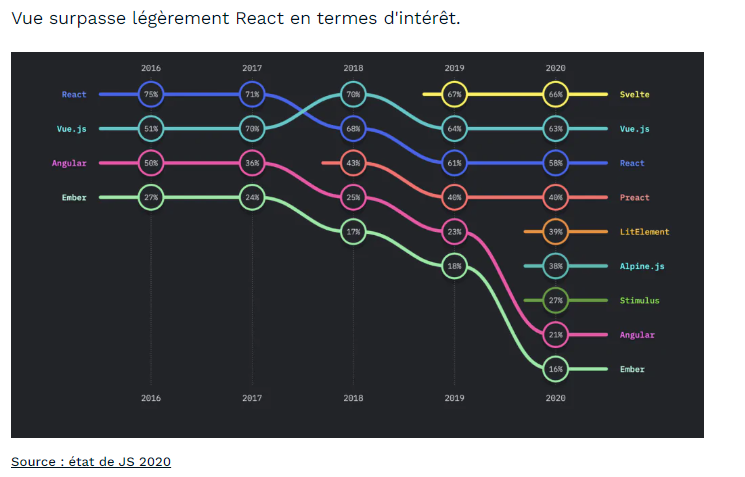 Vue surpasse légèrement React en termes d'intérêt.
2016 2017 2018 2019 2020
React 75% 71% 70% 67% 66% Svelte
Vue.js 51% 70% 68% 64% 63% Vue.js
Angular 50% 36% 43% 61% 58% React
Ember 27% 24% 25% 40% 40% Preact
17% 23% 39% LitElement
18% 38% Alpine.js
27% Stimulus
21% Angular
16% Ember
2016 2017 2018 2019 2020
Source : état de JS 2020